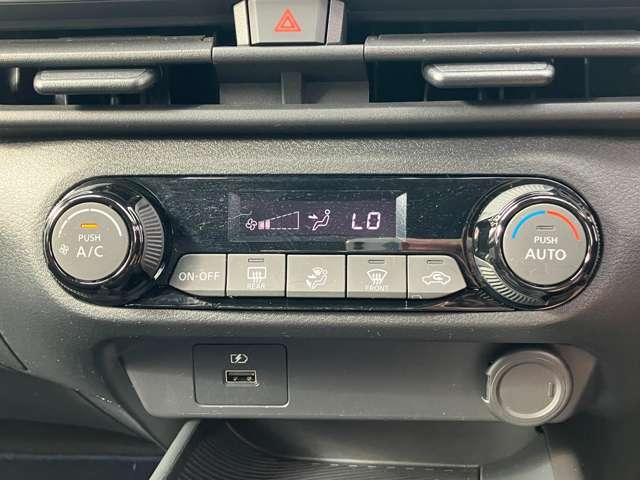 LO
PUSH
A/C
PUSH
AUTO
ON·OFF
REAR
FRONT